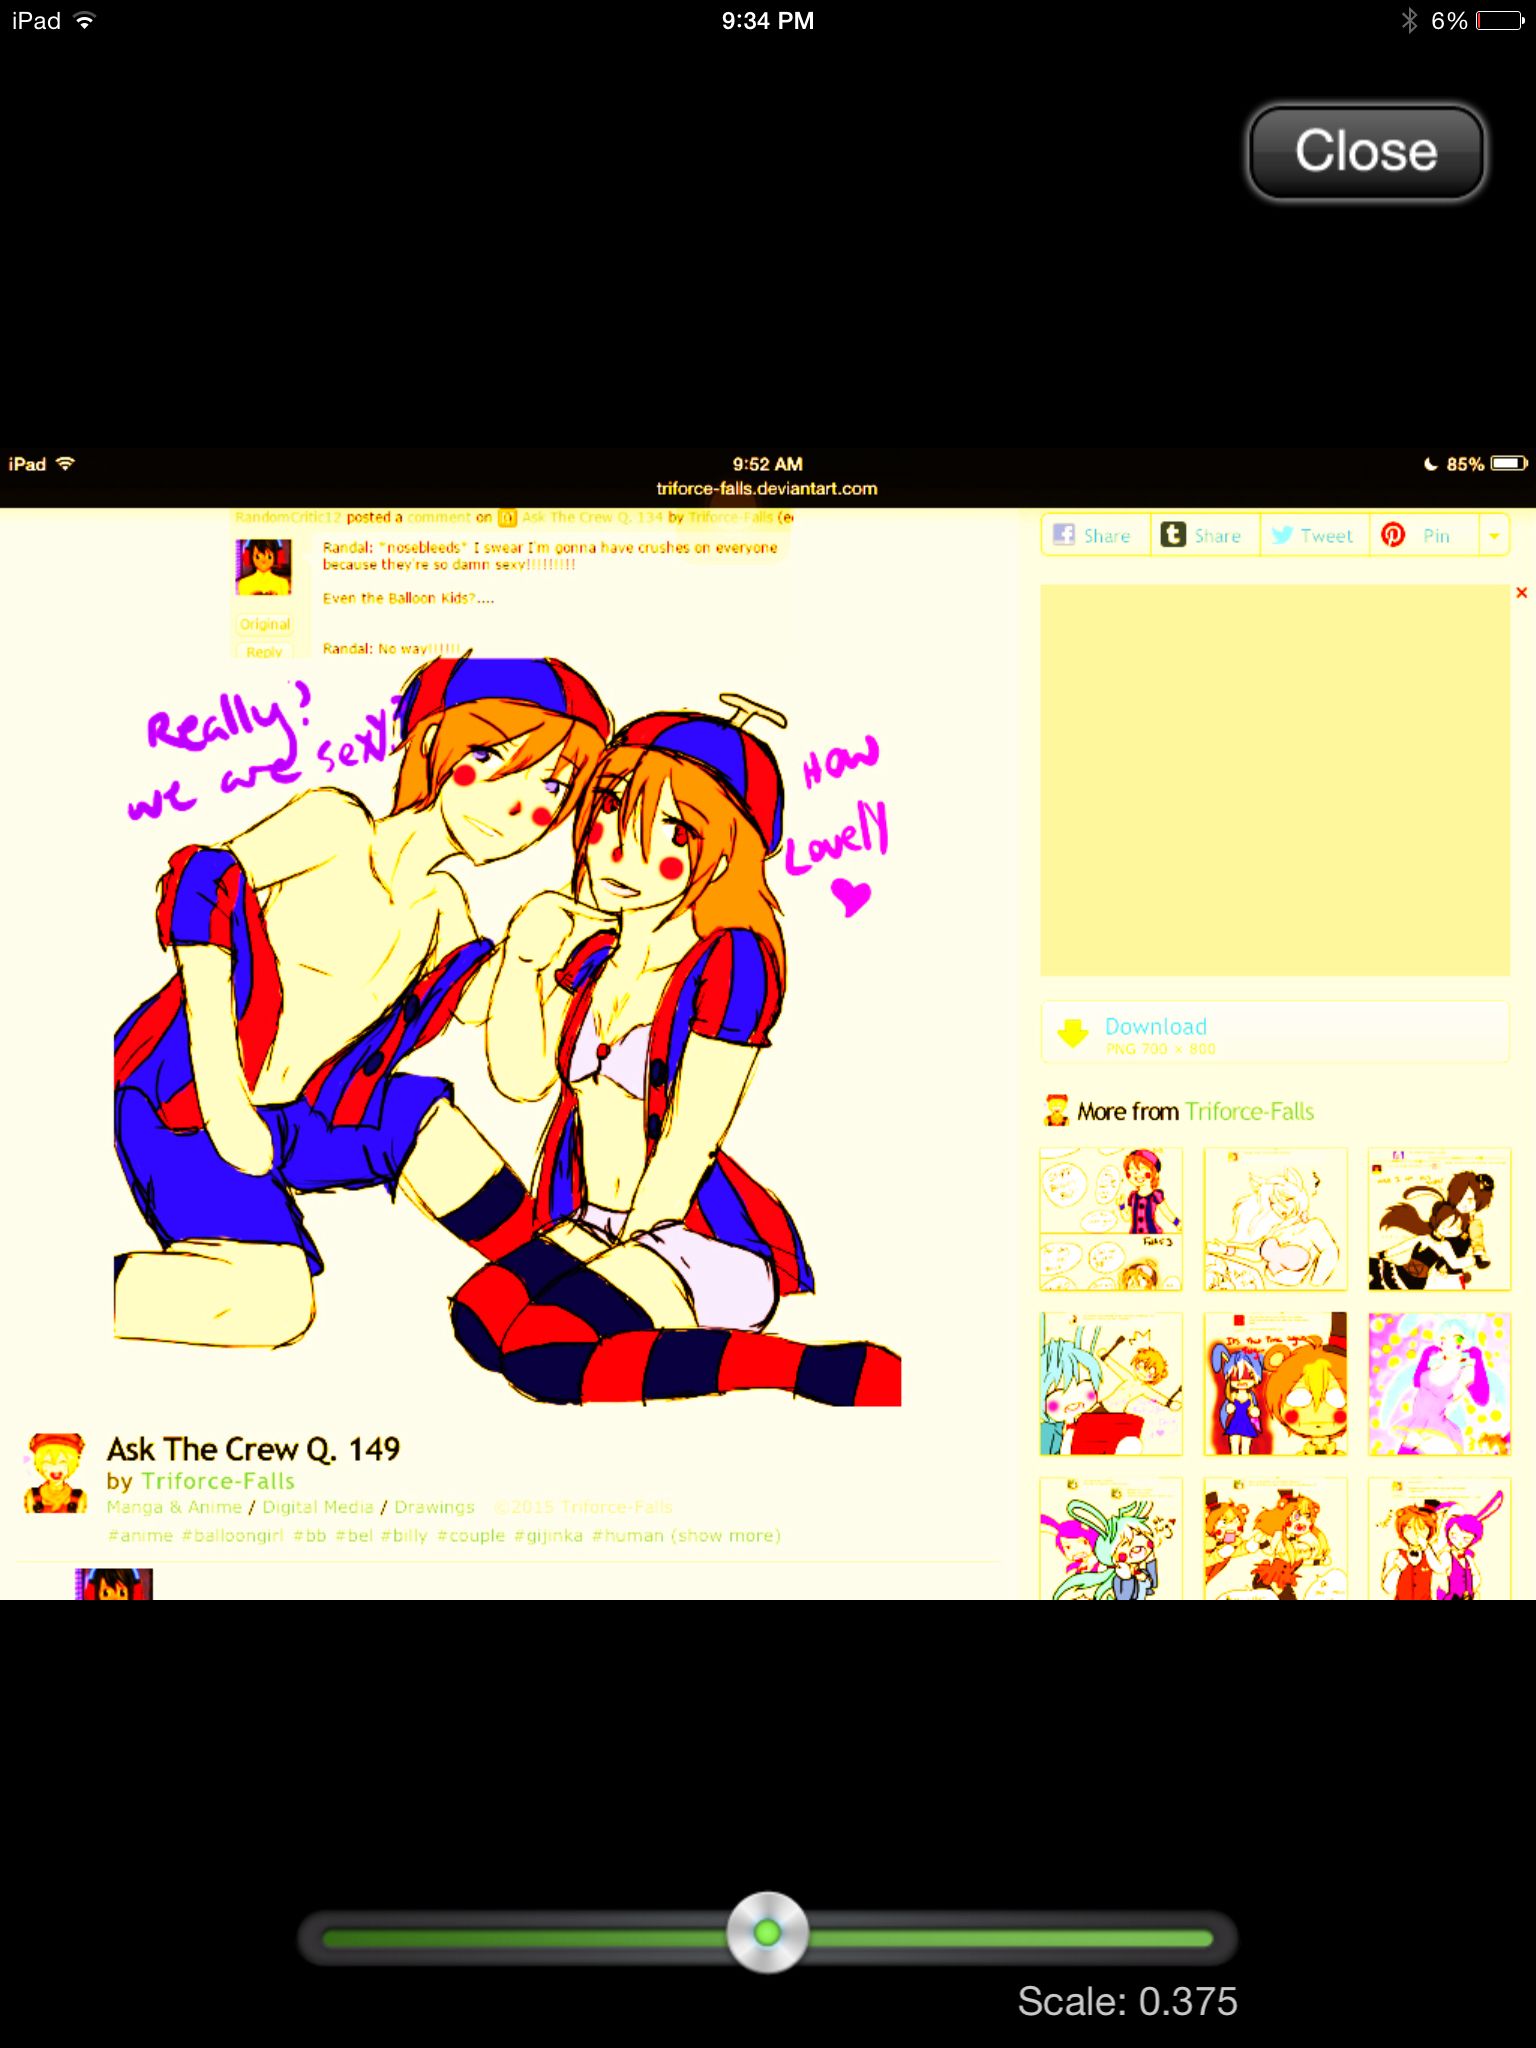 iPad 9:34 PM 6%
Close
iPad 9:52 AM 85%
triforce-falls.deviantart.com
RandomCritic12 posted a comment on Ask The Crew Q. 134 by Triforce-Falls (e
Randal: *nosebleeds* I swear I'm gonna have crushes on everyone
because they're so damn sexy!!!!!!!!!
Even the Balloon Kids?....
Original
Reply
Randal: No way!!!!!!
Share Share Tweet Pin
Really?
we are sexy?
How
Lovely
Download
PNG 700 × 800
More from Triforce-Falls
Ask The Crew Q. 149
by Triforce-Falls
Manga & Anime / Digital Media / Drawings ©2015 Triforce-Falls
#anime #balloongirl #bb #bel #billy #couple #gijinka #human (show more)
Scale: 0.375